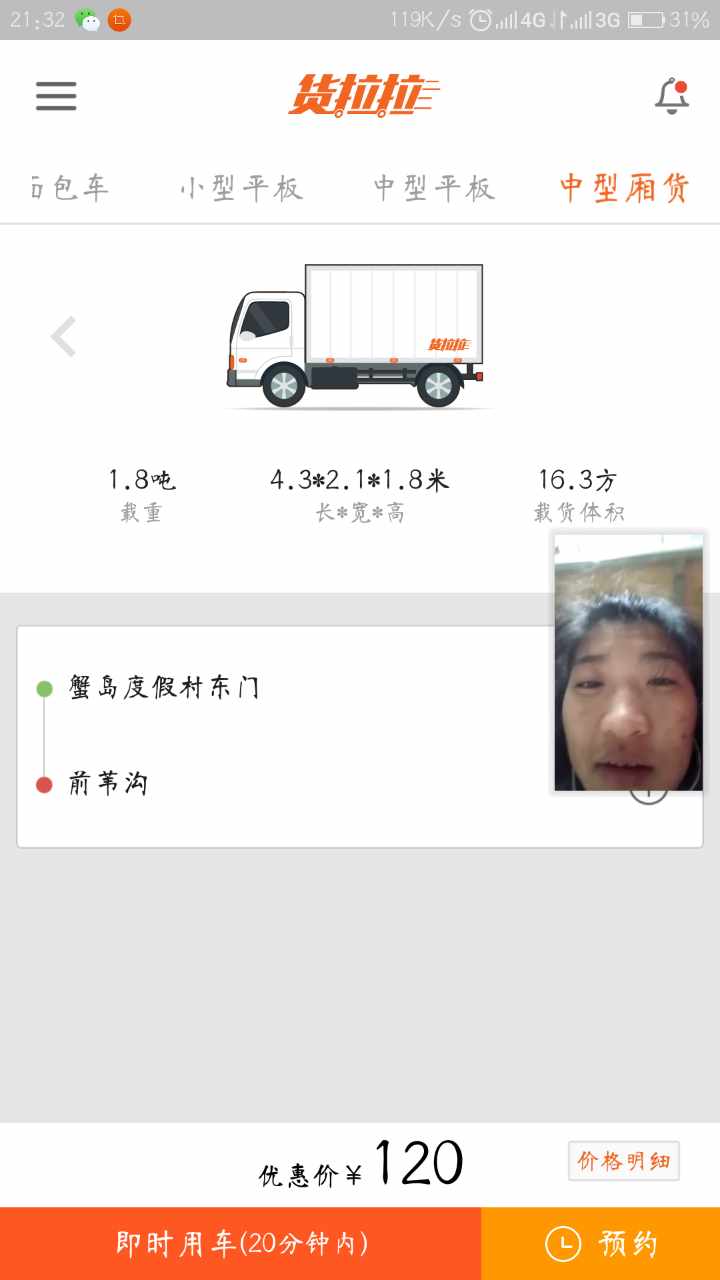 21:32 119K/s 4G 3G 31%
货拉拉
面包车 小型平板 中型平板 中型厢货
货拉拉
1.8吨 4.3*2.1*1.8米 16.3方
载重 长*宽*高 载货体积
蟹岛度假村东门
前苇沟
优惠价¥120 价格明细
即时用车(20分钟内) 预约